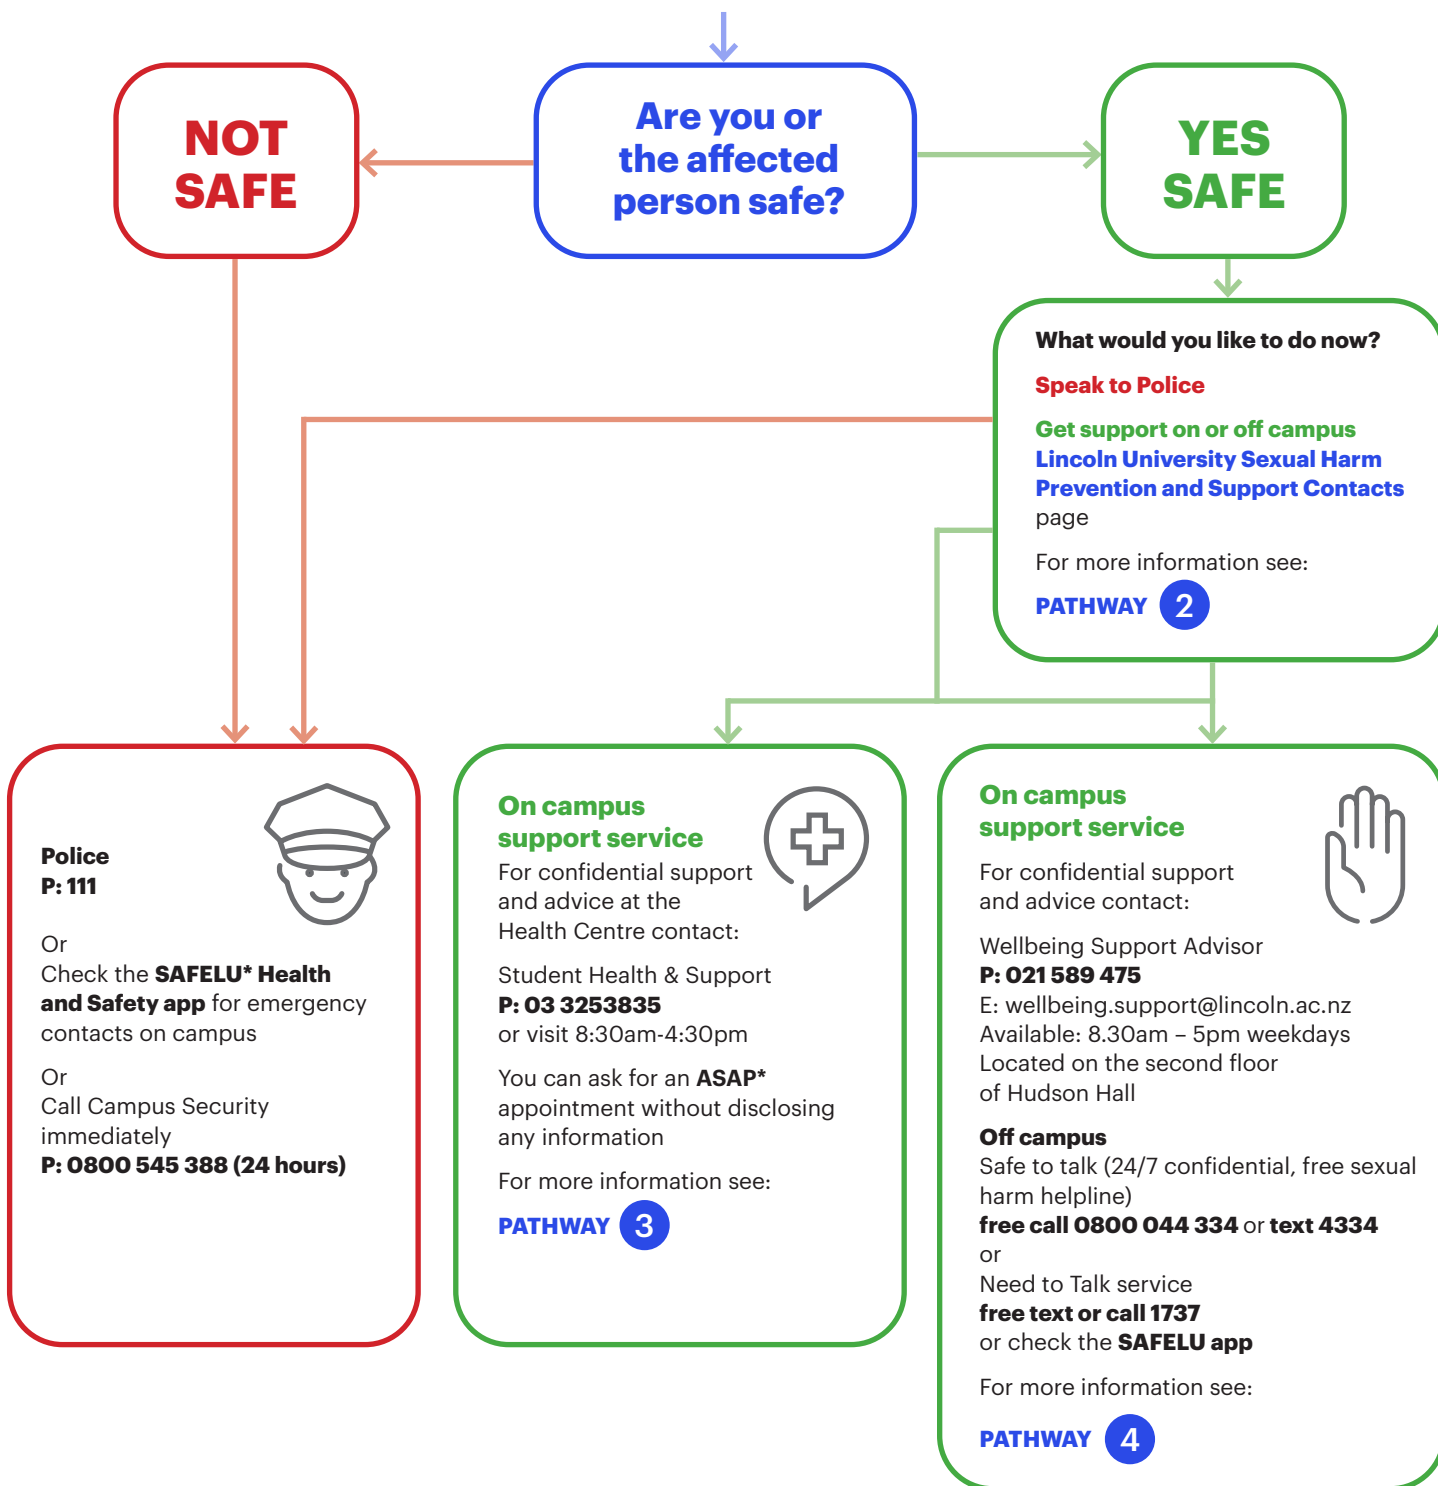 NOT
SAFE
Are you or
the affected
person safe?
YES
SAFE
What would you like to do now?
Speak to Police
Get support on or off campus
Lincoln University Sexual Harm
Prevention and Support Contacts
page
For more information see:
PATHWAY 2
Police
P: 111
Or
Check the SAFELU* Health
and Safety app for emergency
contacts on campus
Or
Call Campus Security
immediately
P: 0800 545 388 (24 hours)
On campus
support service
For confidential support
and advice at the
Health Centre contact:
Student Health & Support
P: 03 3253835
or visit 8:30am-4:30pm
You can ask for an ASAP*
appointment without disclosing
any information
For more information see:
PATHWAY 3
On campus
support service
For confidential support
and advice contact:
Wellbeing Support Advisor
P: 021 589 475
E: wellbeing.support@lincoln.ac.nz
Available: 8.30am – 5pm weekdays
Located on the second floor
of Hudson Hall
Off campus
Safe to talk (24/7 confidential, free sexual
harm helpline)
free call 0800 044 334 or text 4334
or
Need to Talk service
free text or call 1737
or check the SAFELU app
For more information see:
PATHWAY 4